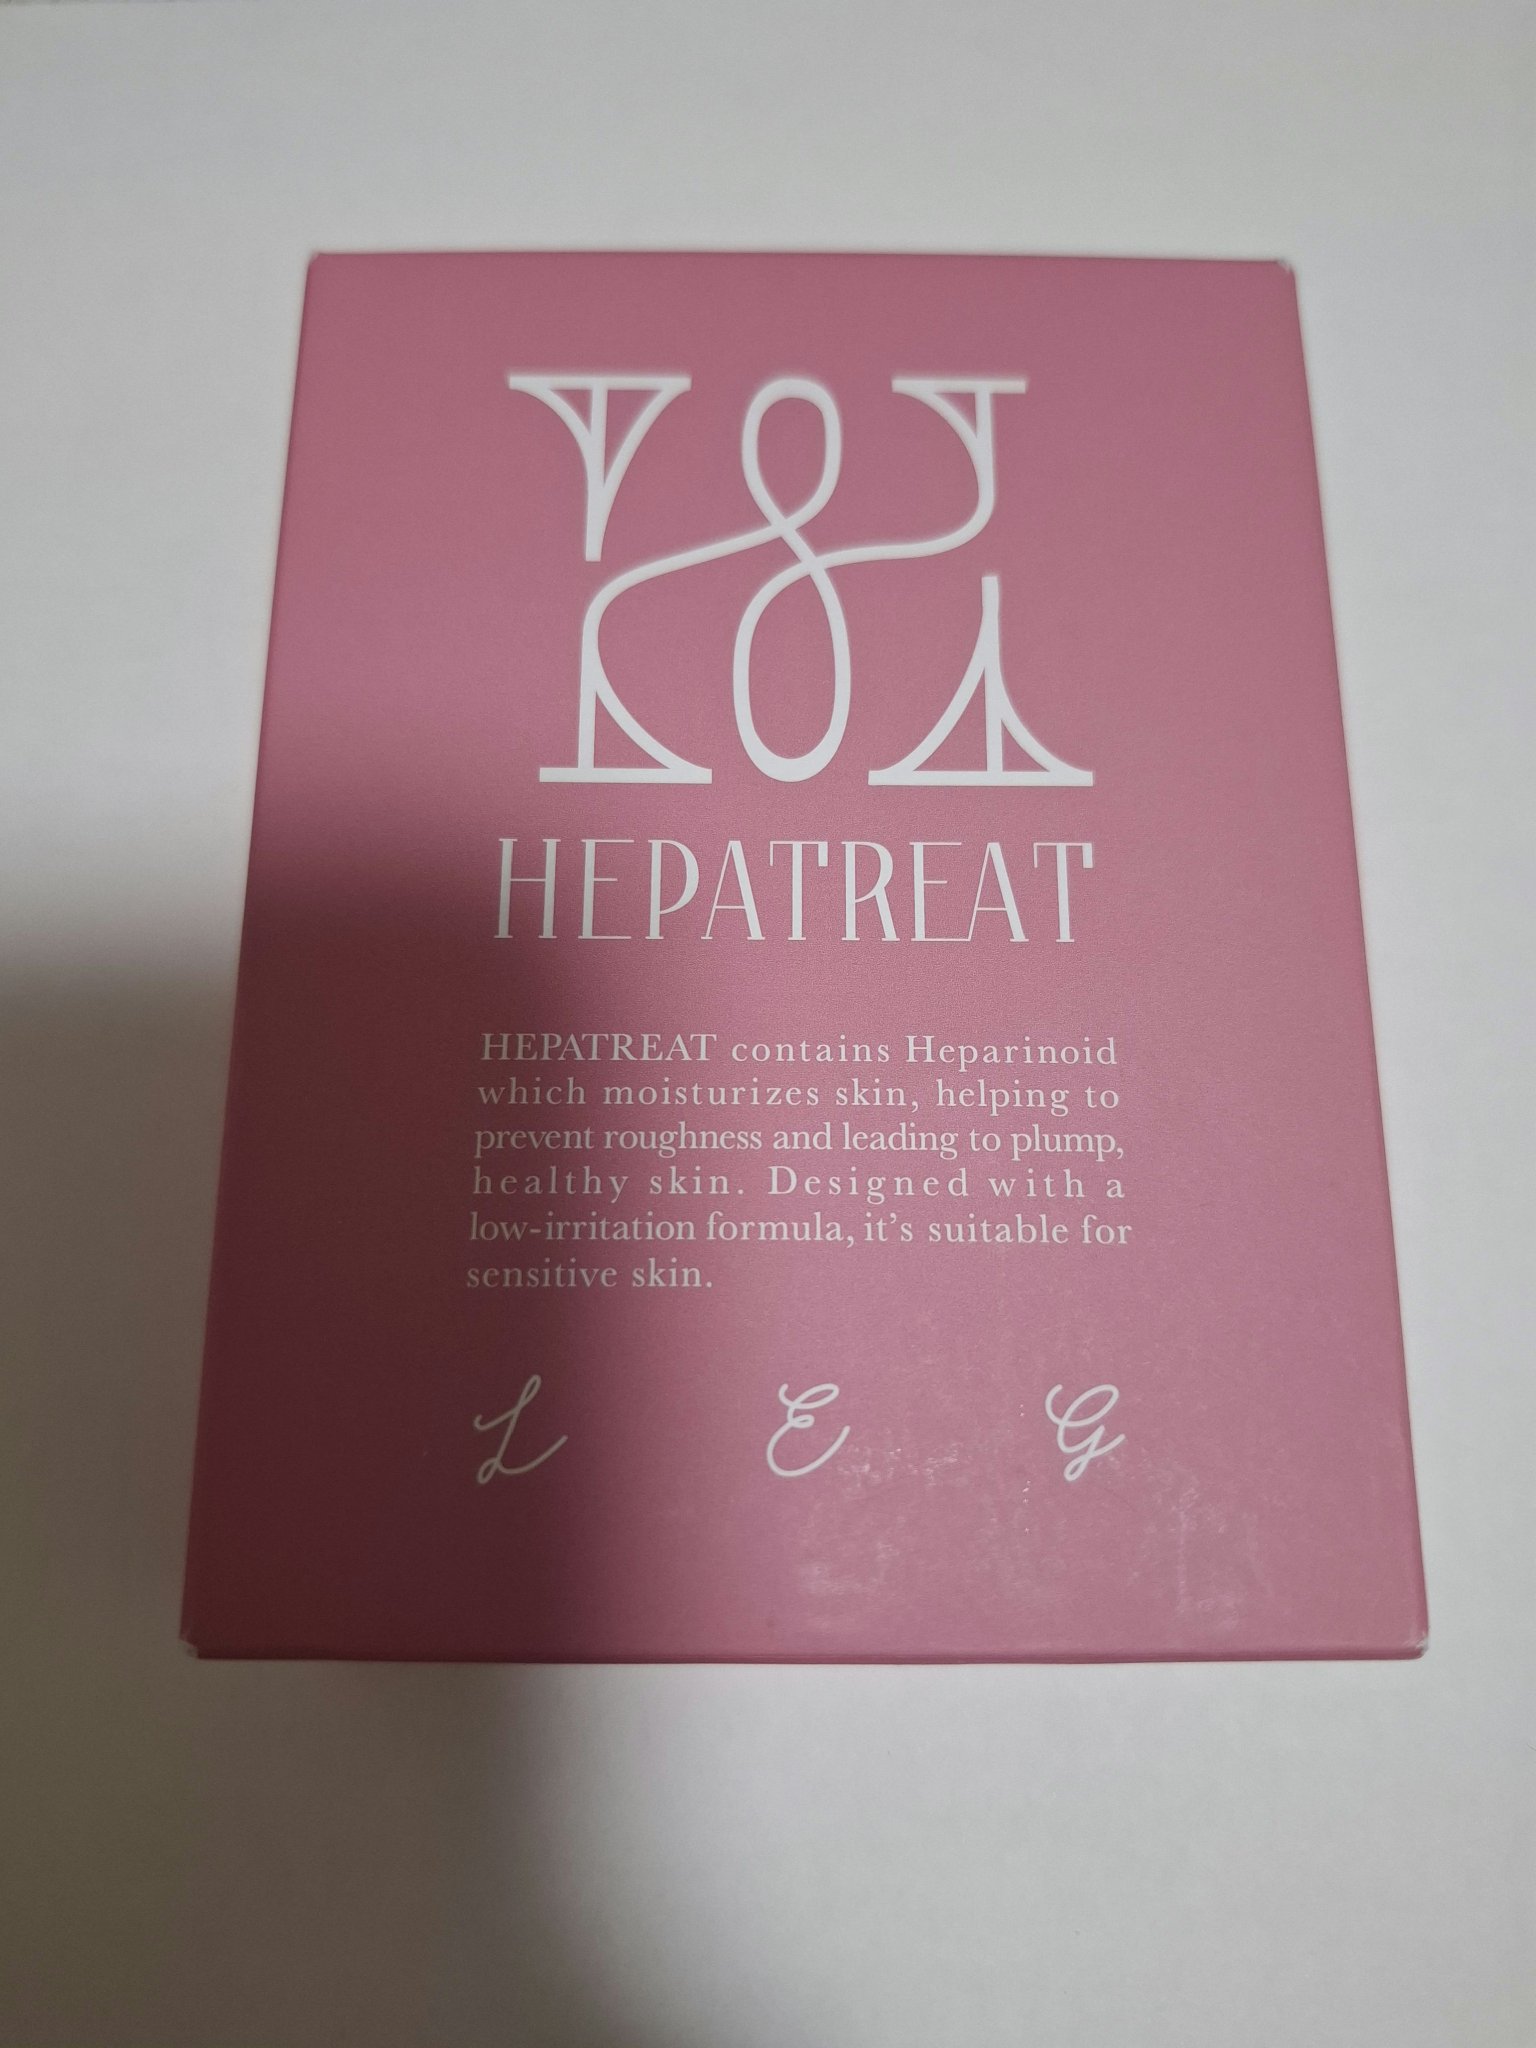 HEPATREAT
HEPATREAT contains Heparinoid
which moisturizes skin, helping to
prevent roughness and leading to plump,
healthy skin. Designed with a
low-irritation formula, it's suitable for
sensitive skin.
L E G